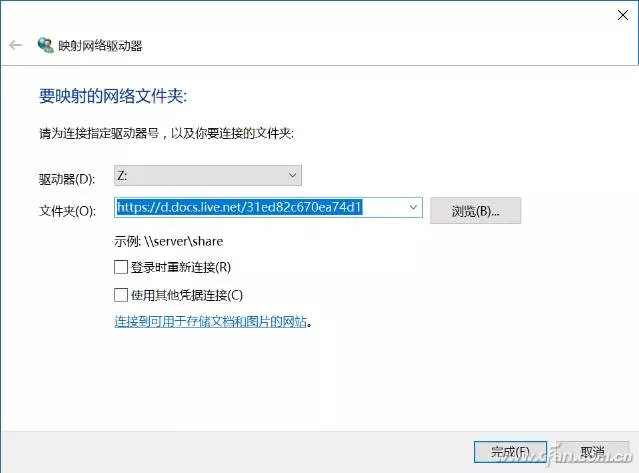 映射网络驱动器
要映射的网络文件夹:
请为连接指定驱动器号，以及你要连接的文件夹:
驱动器(D): Z:
文件夹(O): https://d.docs.live.net/31ed82c670ea74d1 浏览(B)...
示例: \\server\share
登录时重新连接(R)
使用其他凭据连接(C)
连接到可用于存储文档和图片的网站。
完成(F) 取消
www.cfan.com.cn